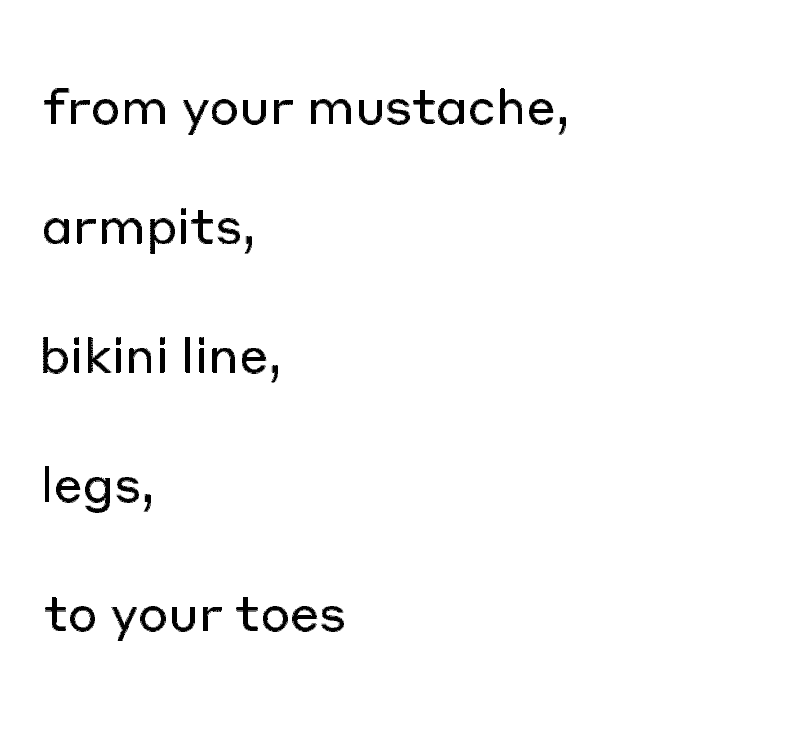 from your mustache,
armpits,
bikini line,
legs,
to your toes